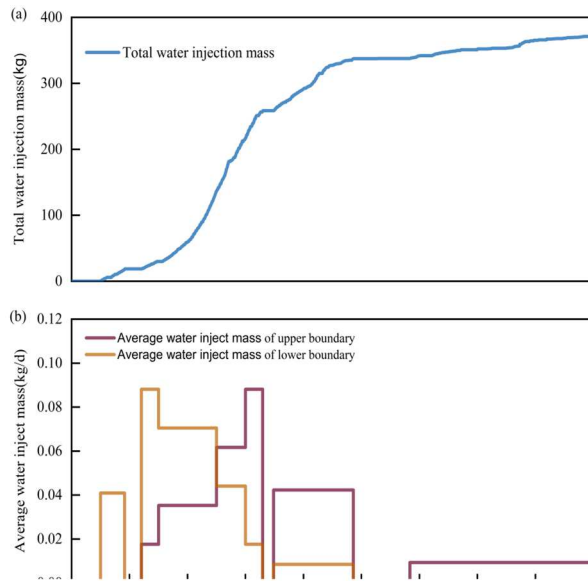 (a)
400
Total water injection mass
300
200
100
0
Total water injection mass(kg)
(b)
0.12
Average water inject mass of upper boundary
Average water inject mass of lower boundary
0.10
0.08
0.06
0.04
0.02
0.00
Average water inject mass(kg/d)